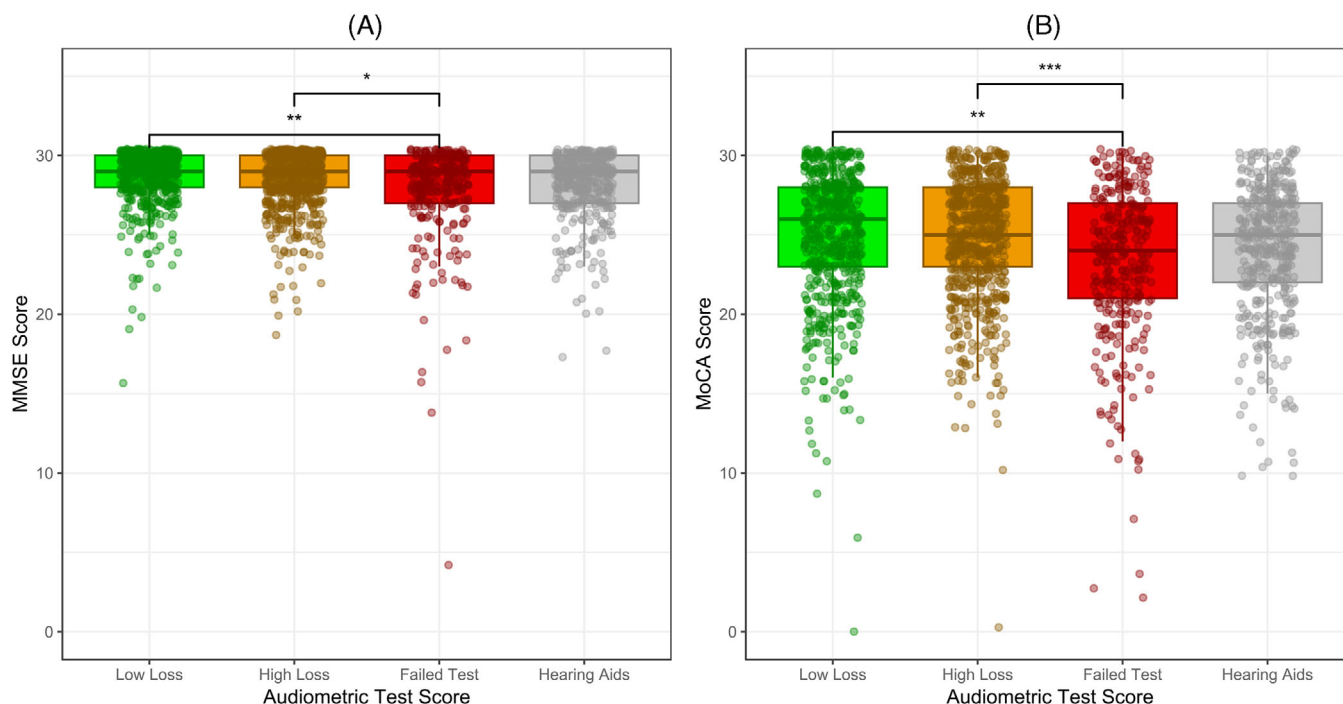 (A)
MMSE Score
30
20
10
0
*
**
Low Loss
High Loss
Failed Test
Hearing Aids
Audiometric Test Score
(B)
MoCA Score
30
20
10
0
***
**
Low Loss
High Loss
Failed Test
Hearing Aids
Audiometric Test Score